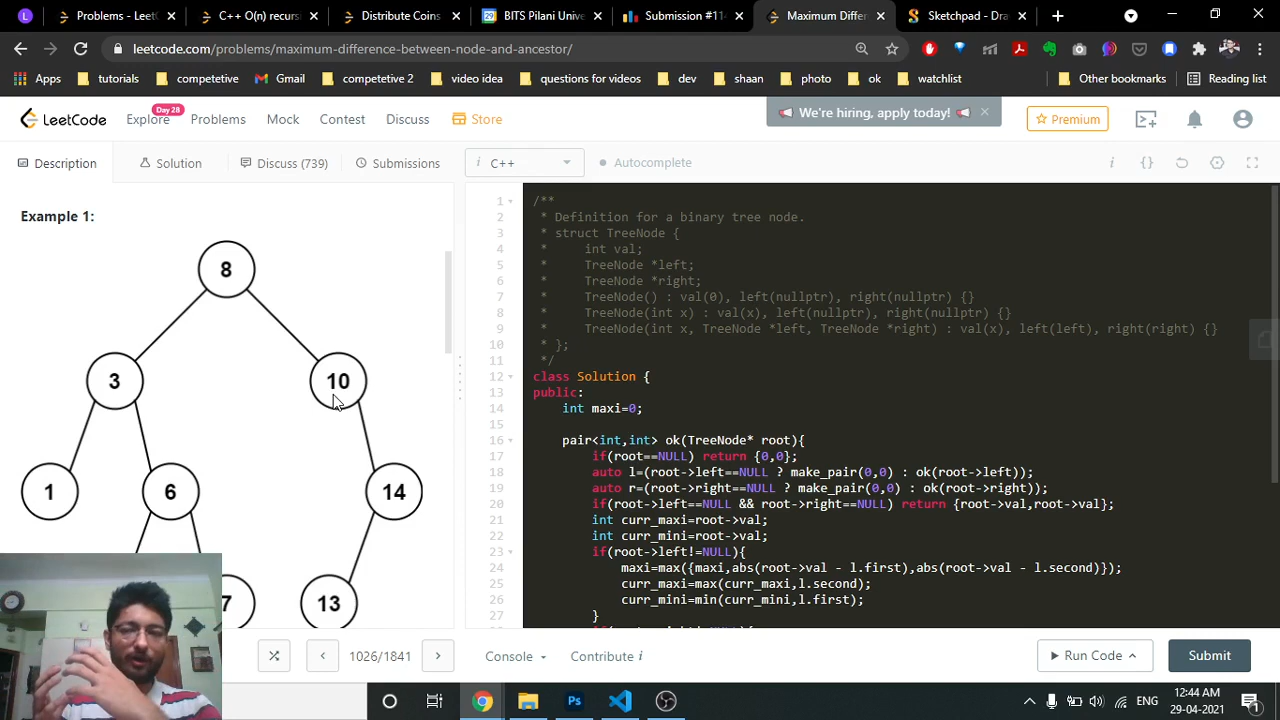 Problems - LeetC
C++ O(n) recurs
Distribute Coins
BITS Pilani Unive
Submission #11
Maximum Differ
Sketchpad - Dra
leetcode.com/problems/maximum-difference-between-node-and-ancestor/
Apps
tutorials
competetive
Gmail
competetive 2
video idea
questions for videos
dev
shaan
photo
ok
watchlist
Other bookmarks
Reading list
LeetCode
Explore
Day 28
Problems
Mock
Contest
Discuss
Store
We're hiring, apply today!
Premium
Description
Solution
Discuss (739)
Submissions
C++
Autocomplete
Example 1:
8
3
10
1
6
14
7
13
1 /**
2 * Definition for a binary tree node.
3 * struct TreeNode {
4 * int val;
5 * TreeNode *left;
6 * TreeNode *right;
7 * TreeNode() : val(0), left(nullptr), right(nullptr) {}
8 * TreeNode(int x) : val(x), left(nullptr), right(nullptr) {}
9 * TreeNode(int x, TreeNode *left, TreeNode *right) : val(x), left(left), right(right) {}
10 * };
11 */
12 class Solution {
13 public:
14 int maxi=0;
15
16 pair<int,int> ok(TreeNode* root){
17 if(root==NULL) return {0,0};
18 auto l=(root->left==NULL ? make_pair(0,0) : ok(root->left));
19 auto r=(root->right==NULL ? make_pair(0,0) : ok(root->right));
20 if(root->left==NULL && root->right==NULL) return {root->val,root->val};
21 int curr_maxi=root->val;
22 int curr_mini=root->val;
23 if(root->left!=NULL){
24 maxi=max({maxi,abs(root->val - l.first),abs(root->val - l.second)});
25 curr_maxi=max(curr_maxi,l.second);
26 curr_mini=min(curr_mini,l.first);
27 }
1026/1841
Console
Contribute i
Run Code
Submit
ENG
12:44 AM
29-04-2021